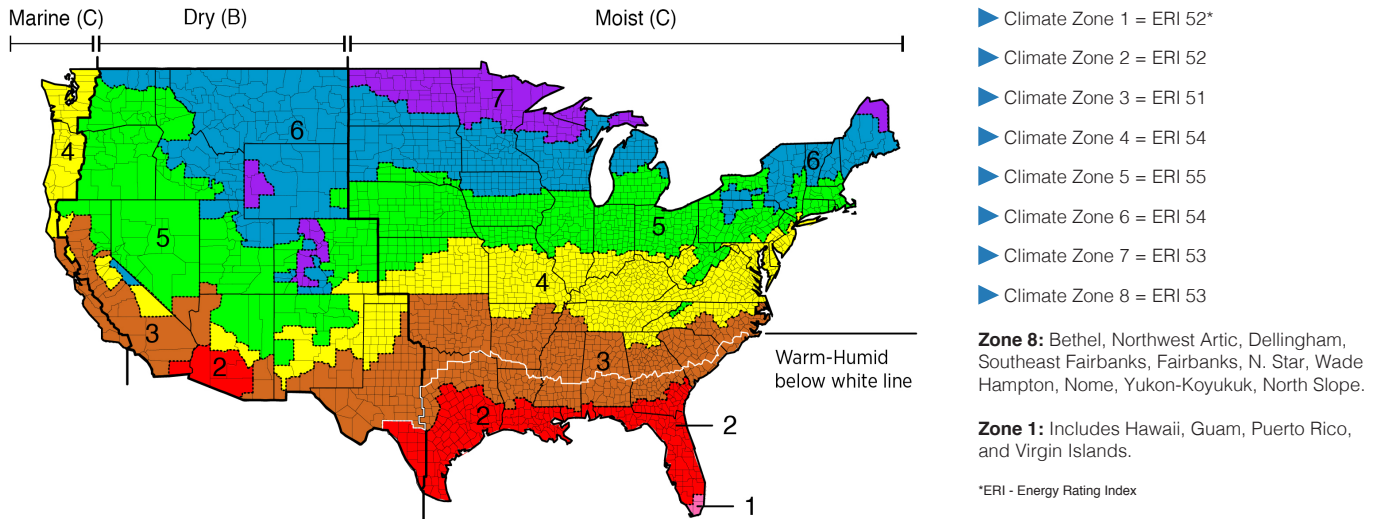 Marine (C)
Dry (B)
Moist (C)
7
6
4
6
5
5
4
3
3
2
2
Warm-Humid
below white line
2
1
Climate Zone 1 = ERI 52*
Climate Zone 2 = ERI 52
Climate Zone 3 = ERI 51
Climate Zone 4 = ERI 54
Climate Zone 5 = ERI 55
Climate Zone 6 = ERI 54
Climate Zone 7 = ERI 53
Climate Zone 8 = ERI 53
Zone 8: Bethel, Northwest Artic, Dellingham,
Southeast Fairbanks, Fairbanks, N. Star, Wade
Hampton, Nome, Yukon-Koyukuk, North Slope.
Zone 1: Includes Hawaii, Guam, Puerto Rico,
and Virgin Islands.
*ERI - Energy Rating Index